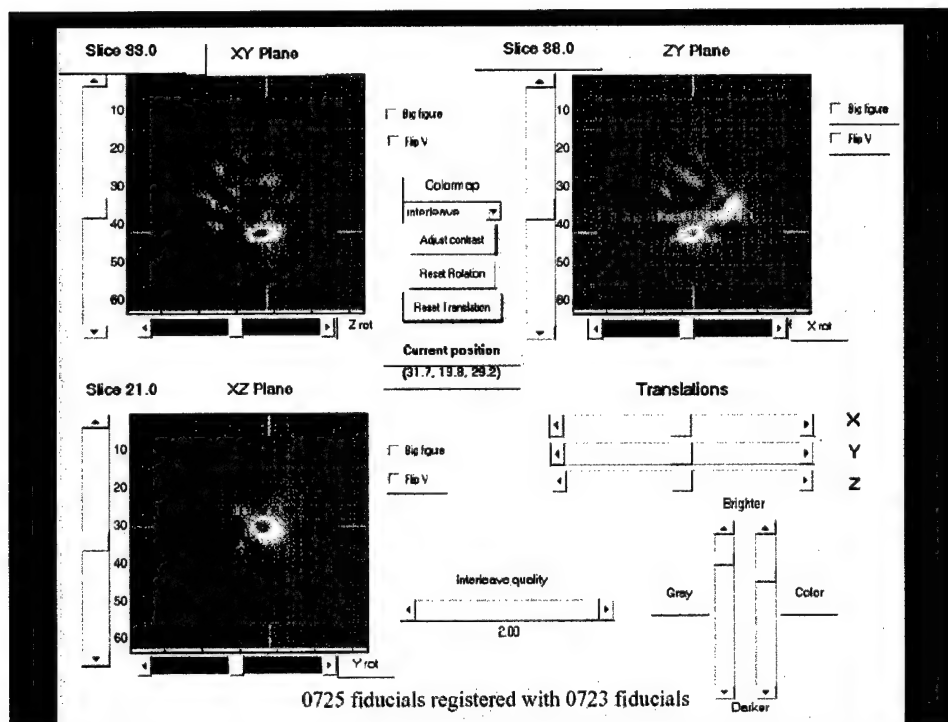 Slice 33.0 XY Plane
10
20
30
40
50
60
Z rot
Big figure
Flip V
Colormap
interleave
Adjust contrast
Reset Rotation
Reset Translation
Current position
(31.7, 19.8, 29.2)
Slice 88.0 ZY Plane
10
20
30
40
50
60
X rot
Big figure
Flip V
Slice 21.0 XZ Plane
10
20
30
40
50
60
Y rot
Big figure
Flip V
Interleave quality
2.00
Translations
X
Y
Z
Brighter
Gray Color
Darker
0725 fiducials registered with 0723 fiducials